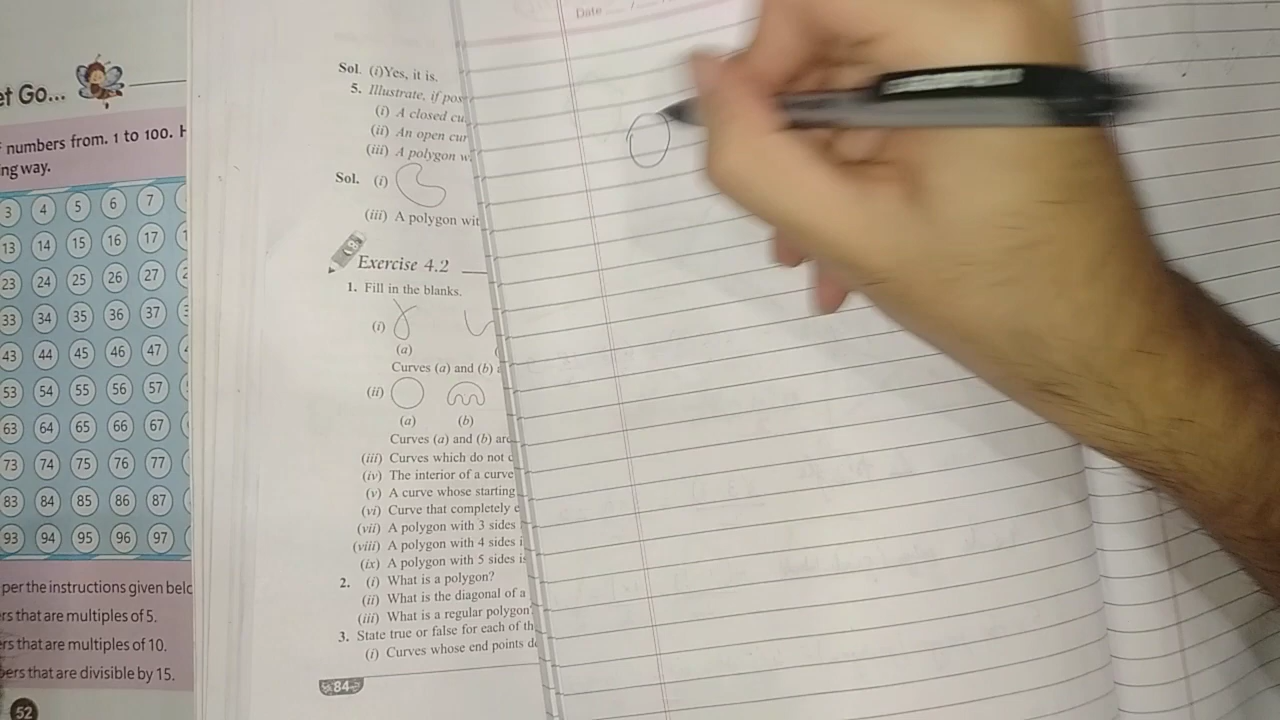 et Go...
numbers from. 1 to 100. H
ng way.
3 4 5 6 7
13 14 15 16 17
23 24 25 26 27
33 34 35 36 37
43 44 45 46 47
53 54 55 56 57
63 64 65 66 67
73 74 75 76 77
83 84 85 86 87
93 94 95 96 97
per the instructions given belo
rs that are multiples of 5.
rs that are multiples of 10.
bers that are divisible by 15.
52
Sol. (i)Yes, it is.
5. Illustrate, if pos
(i) A closed cu
(ii) An open cur
(iii) A polygon w
Sol. (i)
(iii) A polygon wit
Exercise 4.2
1. Fill in the blanks.
(i)
(a)
Curves (a) and (b)
(ii)
(a) (b)
Curves (a) and (b) are
(iii) Curves which do not c
(iv) The interior of a curve
(v) A curve whose starting
(vi) Curve that completely e
(vii) A polygon with 3 sides
(viii) A polygon with 4 sides i
(ix) A polygon with 5 sides is
2. (i) What is a polygon?
(ii) What is the diagonal of a
(iii) What is a regular polygon?
3. State true or false for each of th
(i) Curves whose end points do
84
Date